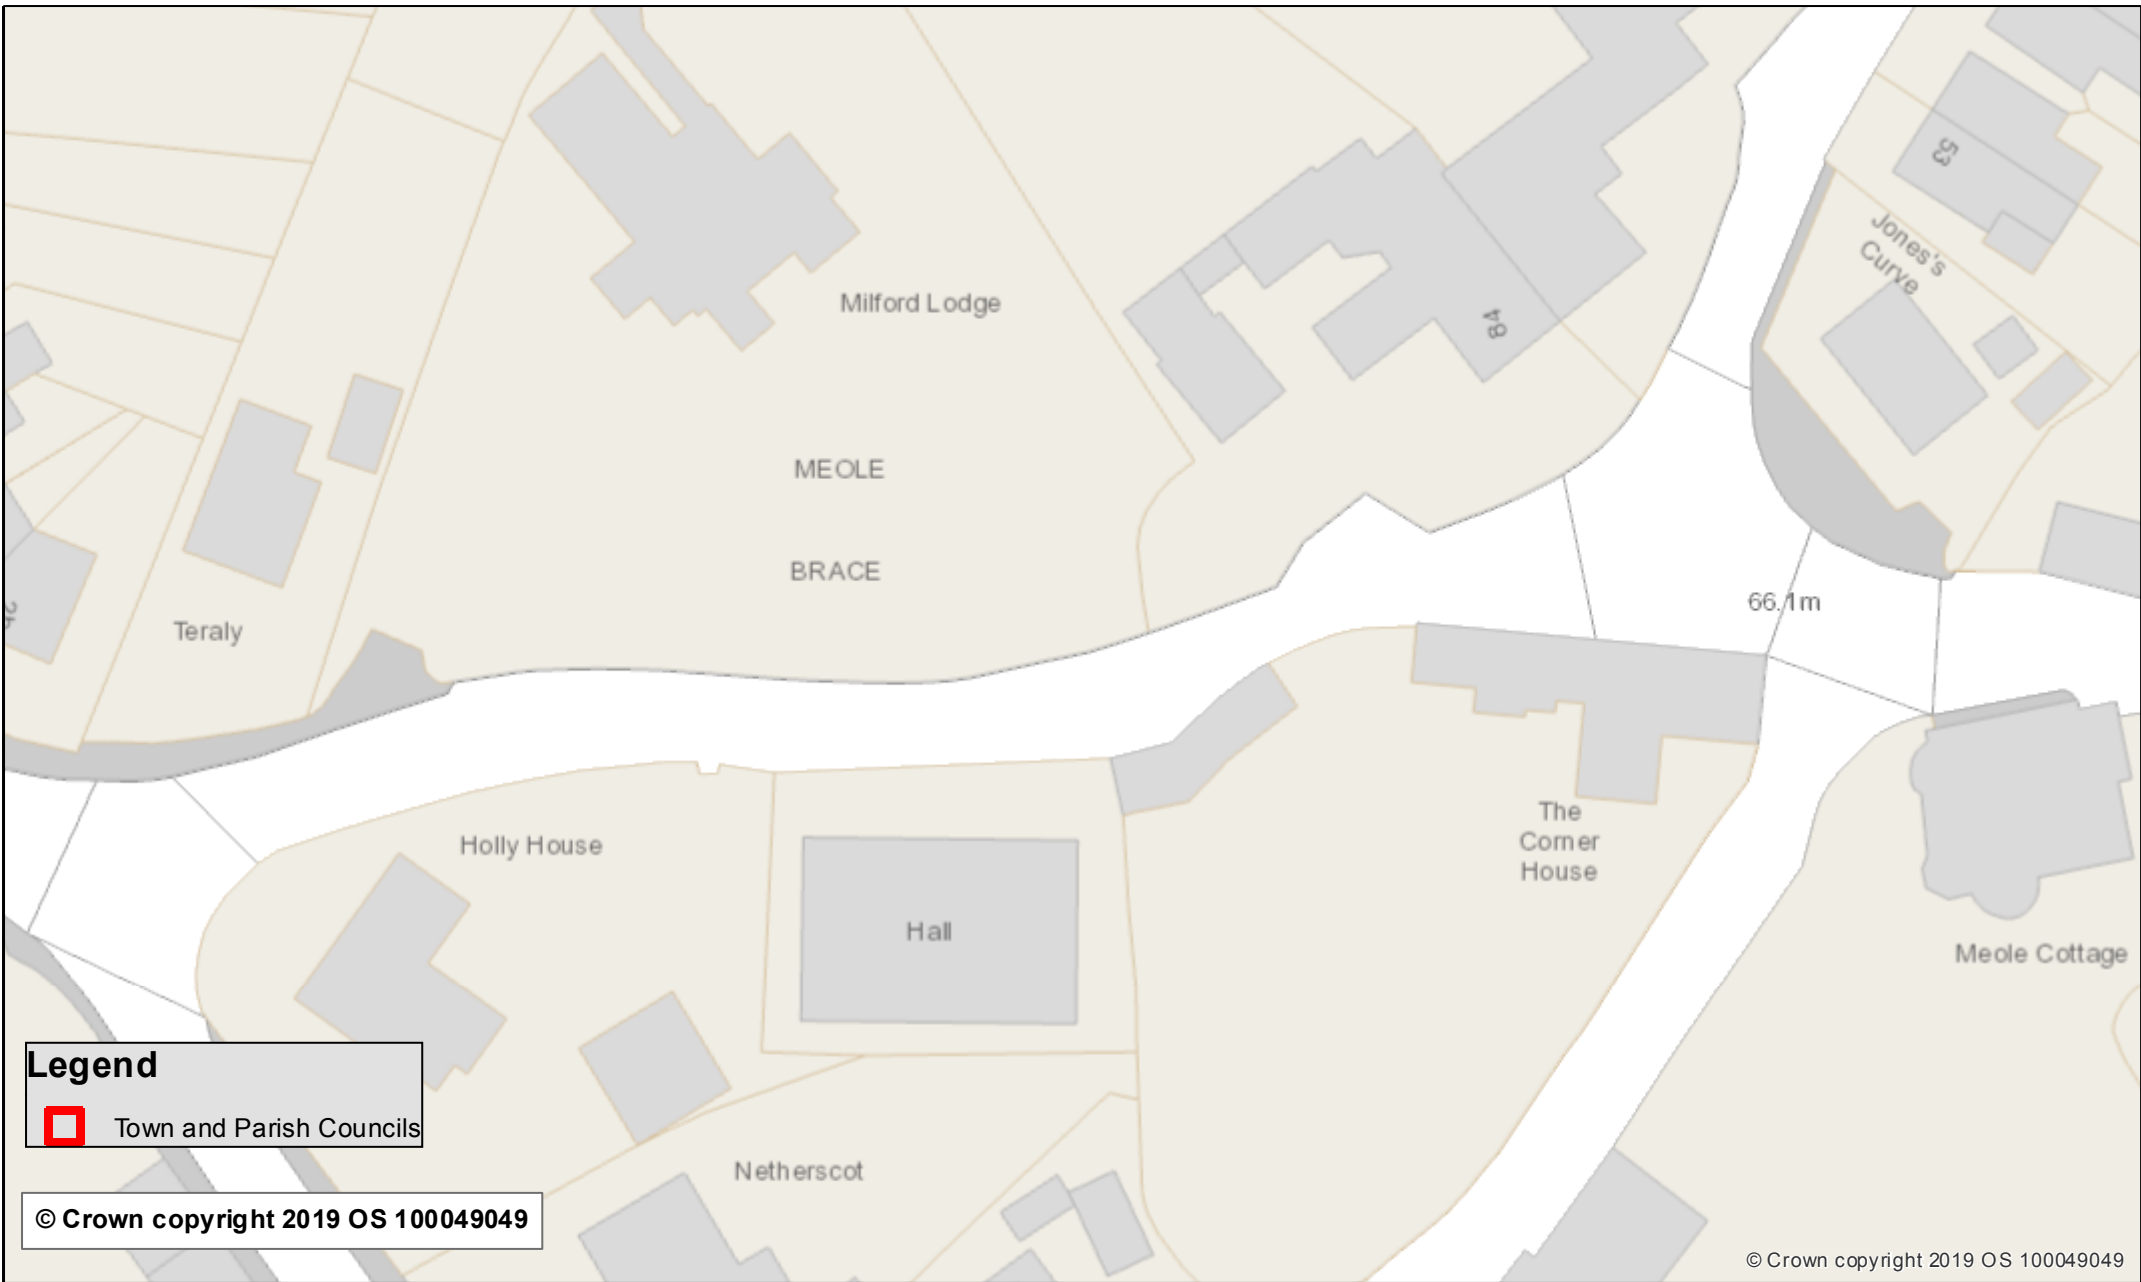 53
Jones's
Curve
Milford Lodge
84
MEOLE
BRACE
66.1m
Teraly
Holly House
The
Corner
House
Hall
Meole Cottage
Legend
Town and Parish Councils
Netherscot
© Crown copyright 2019 OS 100049049
© Crown copyright 2019 OS 100049049